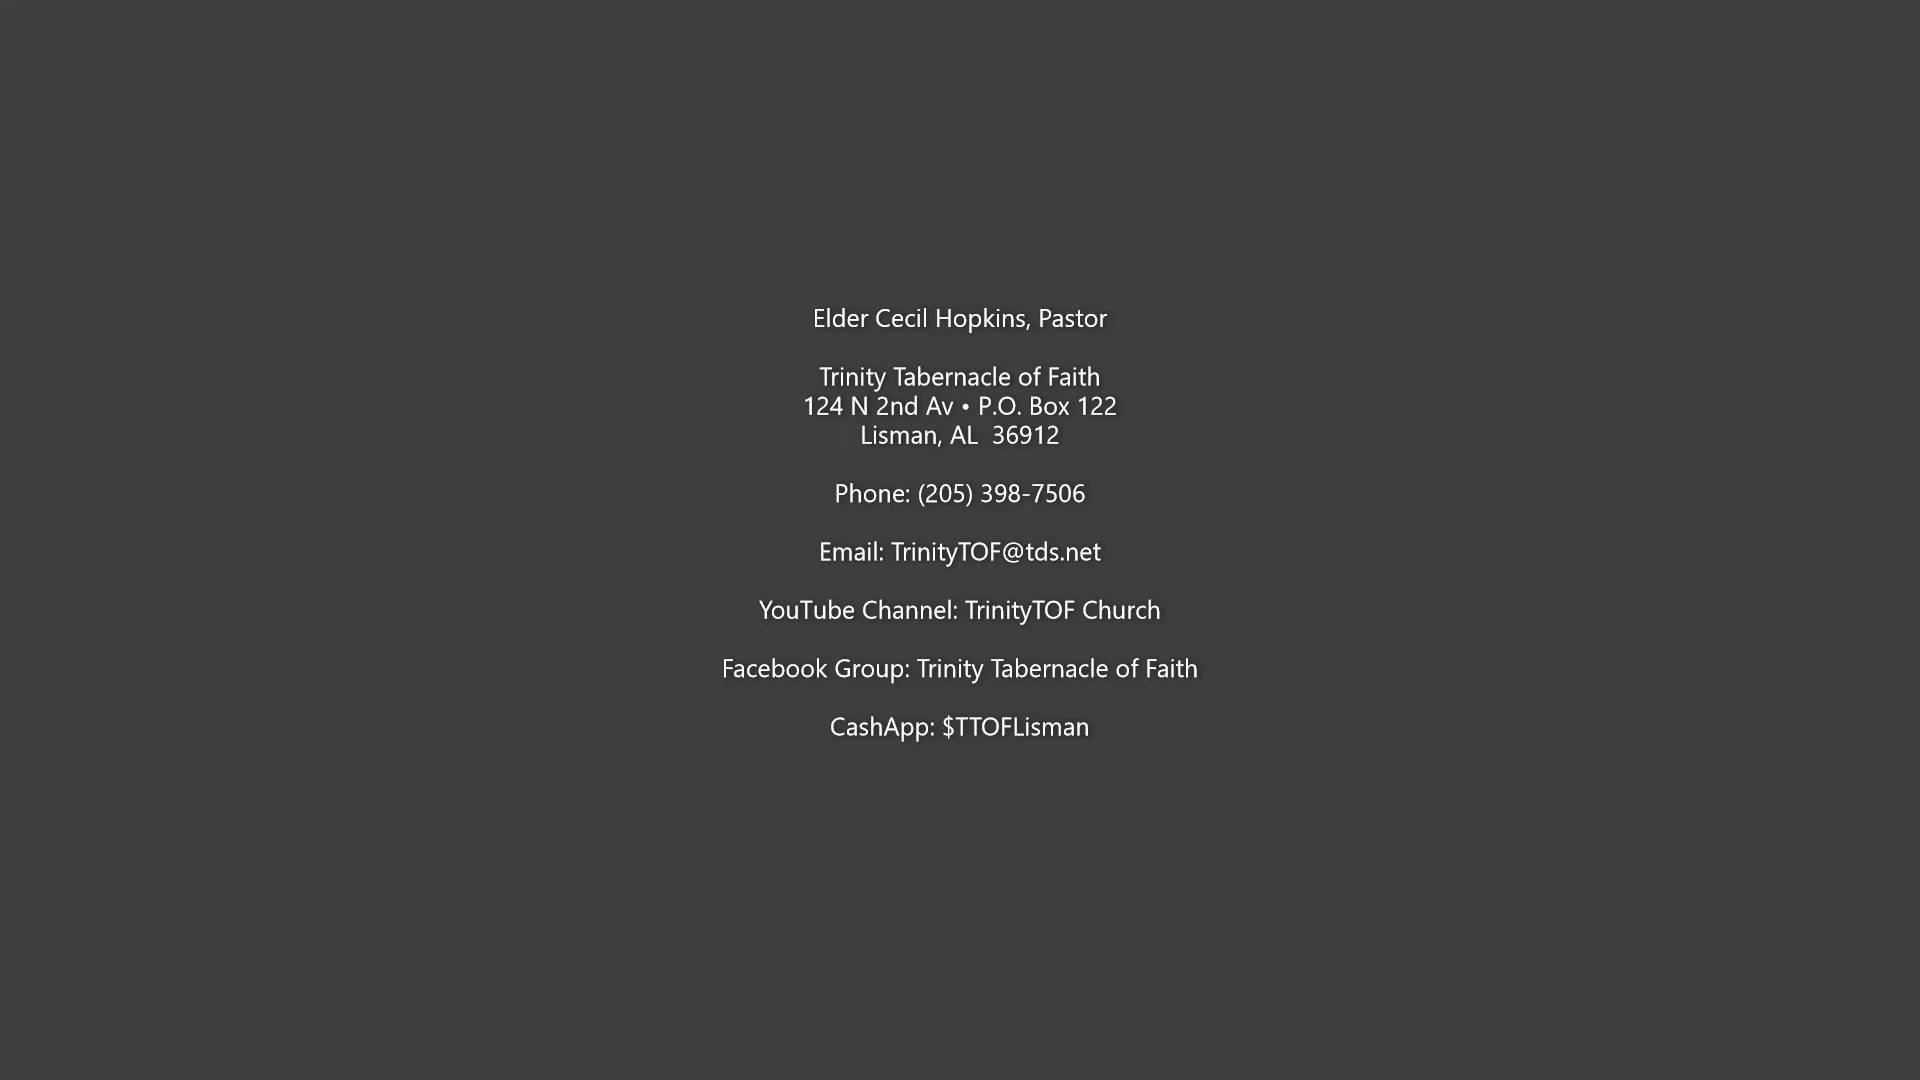 Elder Cecil Hopkins, Pastor
Trinity Tabernacle of Faith
124 N 2nd Av • P.O. Box 122
Lisman, AL  36912
Phone: (205) 398-7506
Email: TrinityTOF@tds.net
YouTube Channel: TrinityTOF Church
Facebook Group: Trinity Tabernacle of Faith
CashApp: $TTOFLisman